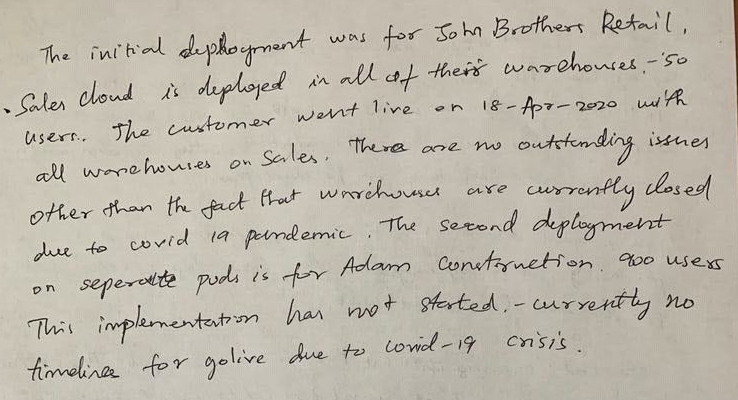 The initial deployment was for John Brothers Retail.
• Sales cloud is deployed in all of their warehouses - 50
users. The customer went live on 18-Apr-2020 with
all warehouses on Sales. There are no outstanding issues
other than the fact that warehouses are currently closed
due to covid 19 pandemic. The second deployment
on seperate pods is for Adam Construction. 900 users
This implementation has not started. - currently no
timelines for golive due to covid-19 crisis.